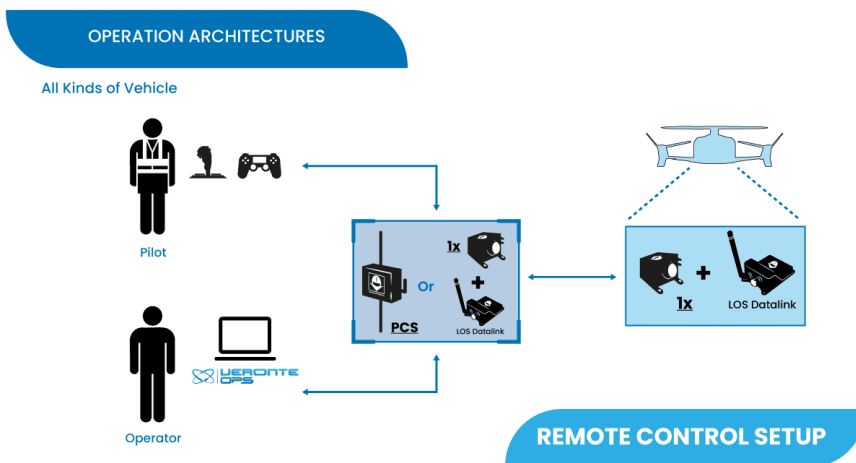 OPERATION ARCHITECTURES
All Kinds of Vehicle
Pilot
1x
Or
+
PCS
LOS Datalink
+
1x
LOS Datalink
VERONTE
OPS
Operator
REMOTE CONTROL SETUP